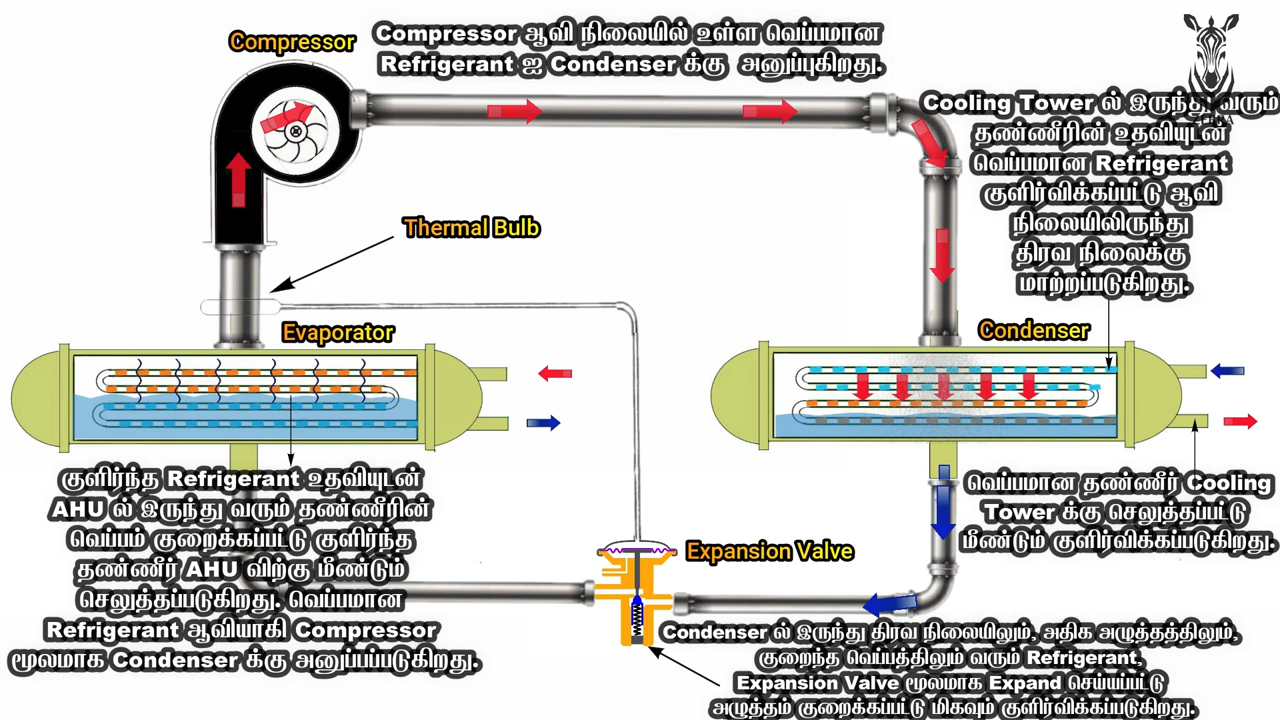 Compressor
Compressor ஆவி நிலையில் உள்ள வெப்பமான
Refrigerant ஐ Condenser க்கு அனுப்புகிறது.
Cooling Tower ல் இருந்து வரும்
தண்ணீரின் உதவியுடன்
வெப்பமான Refrigerant
குளிர்விக்கப்பட்டு ஆவி
நிலையிலிருந்து
திரவ நிலைக்கு
மாற்றப்படுகிறது.
Thermal Bulb
Evaporator
Condenser
குளிர்ந்த Refrigerant உதவியுடன்
AHU ல் இருந்து வரும் தண்ணீரின்
வெப்பம் குறைக்கப்பட்டு குளிர்ந்த
தண்ணீர் AHU விற்கு மீண்டும்
செலுத்தப்படுகிறது. வெப்பமான
Refrigerant ஆவியாகி Compressor
மூலமாக Condenser க்கு அனுப்பப்படுகிறது.
வெப்பமான தண்ணீர் Cooling
Tower க்கு செலுத்தப்பட்டு
மீண்டும் குளிர்விக்கப்படுகிறது.
Expansion Valve
Condenser ல் இருந்து திரவ நிலையிலும், அதிக அழுத்தத்திலும்,
குறைந்த வெப்பத்திலும் வரும் Refrigerant,
Expansion Valve மூலமாக Expand செய்யப்பட்டு
அழுத்தம் குறைக்கப்பட்டு மிகவும் குளிர்விக்கப்படுகிறது.